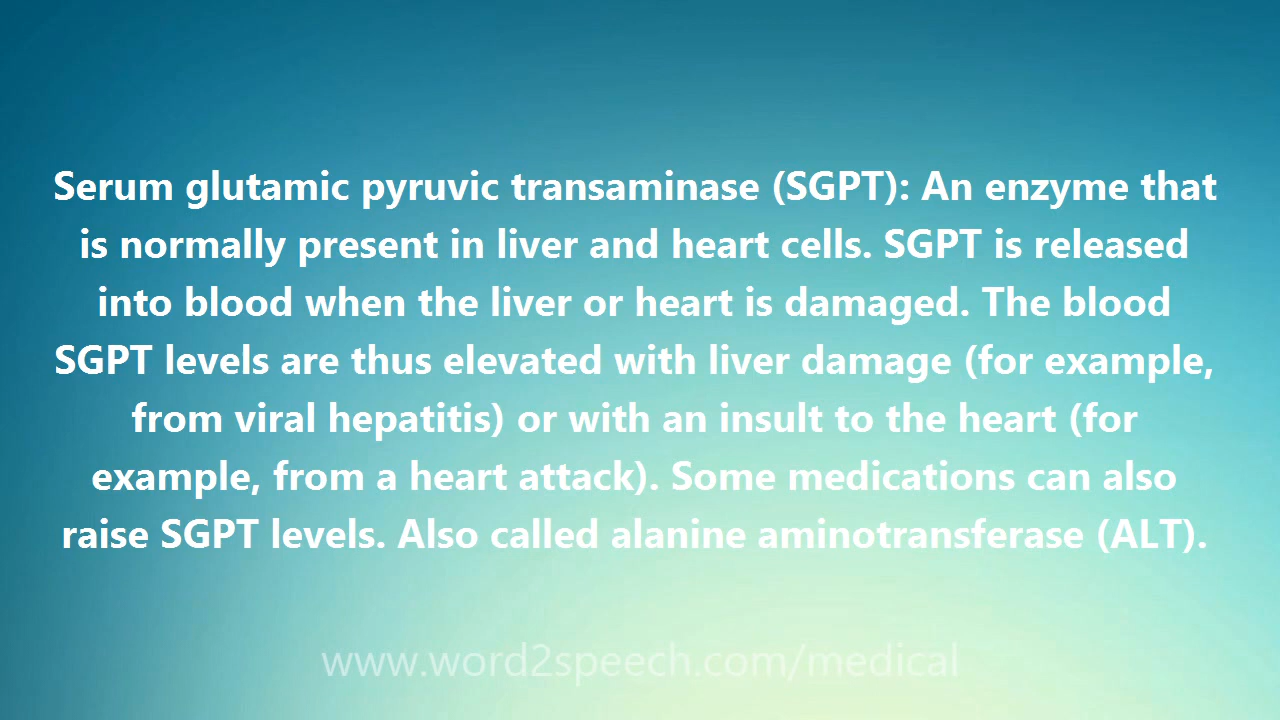 Serum glutamic pyruvic transaminase (SGPT): An enzyme that
is normally present in liver and heart cells. SGPT is released
into blood when the liver or heart is damaged. The blood
SGPT levels are thus elevated with liver damage (for example,
from viral hepatitis) or with an insult to the heart (for
example, from a heart attack). Some medications can also
raise SGPT levels. Also called alanine aminotransferase (ALT).
www.word2speech.com/medical